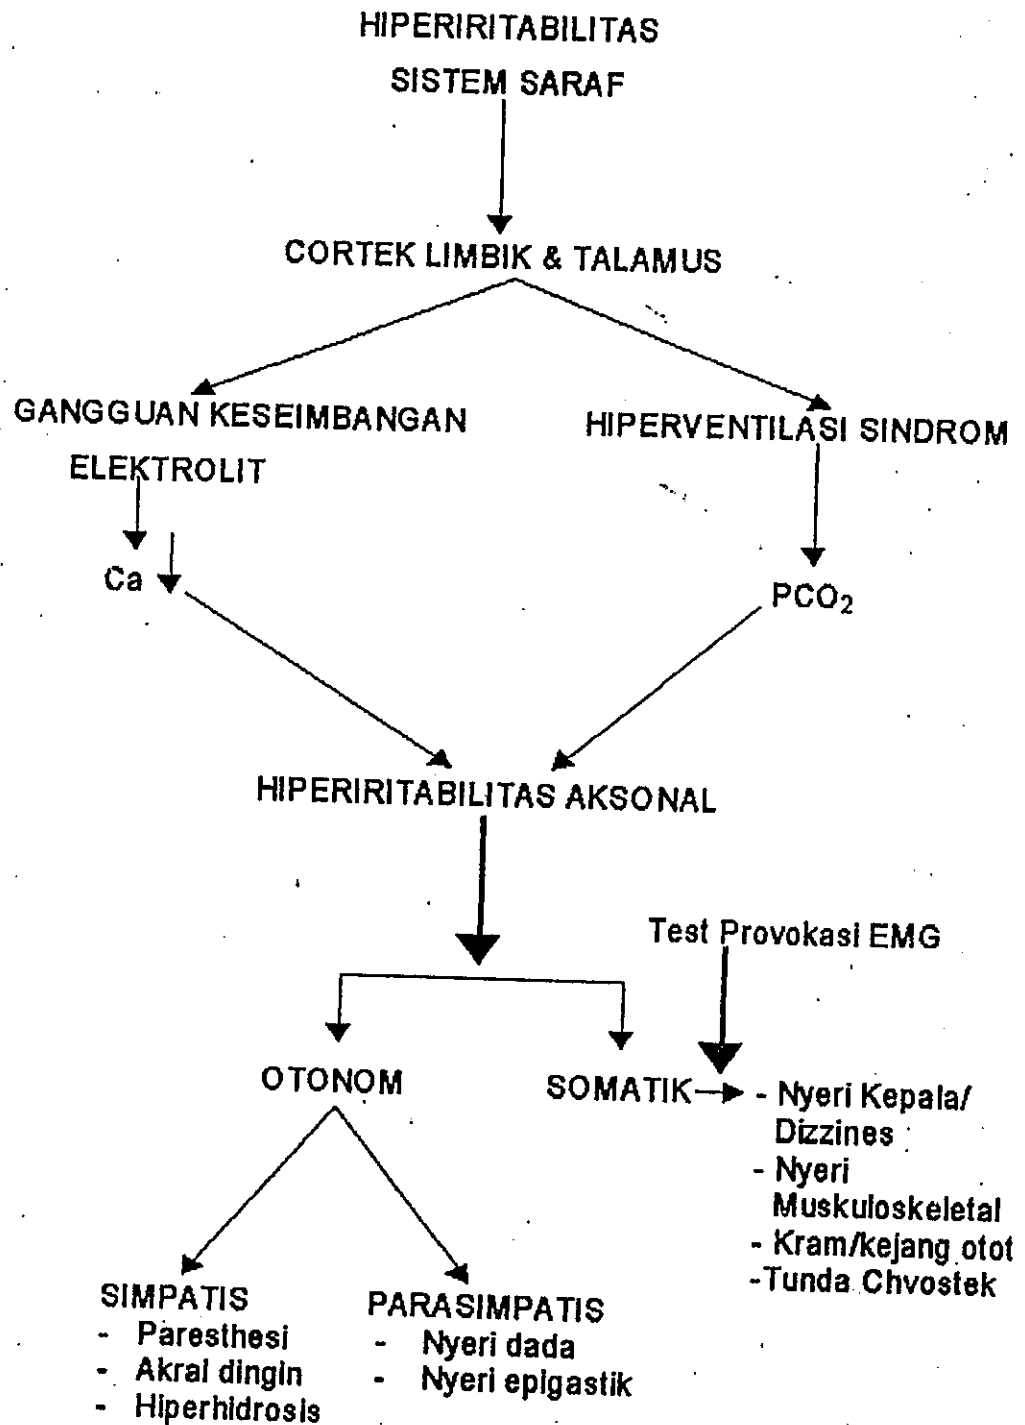 HIPERIRITABILITAS
SISTEM SARAF
CORTEK LIMBIK & TALAMUS
GANGGUAN KESEIMBANGAN
ELEKTROLIT
HIPERVENTILASI SINDROM
Ca
PCO₂
HIPERIRITABILITAS AKSONAL
Test Provokasi EMG
OTONOM
SOMATIK
- Nyeri Kepala/
Dizzines
- Nyeri
Muskuloskeletal
- Kram/kejang otot
-Tunda Chvostek
SIMPATIS
- Paresthesi
- Akral dingin
- Hiperhidrosis
PARASIMPATIS
- Nyeri dada
- Nyeri epigastik